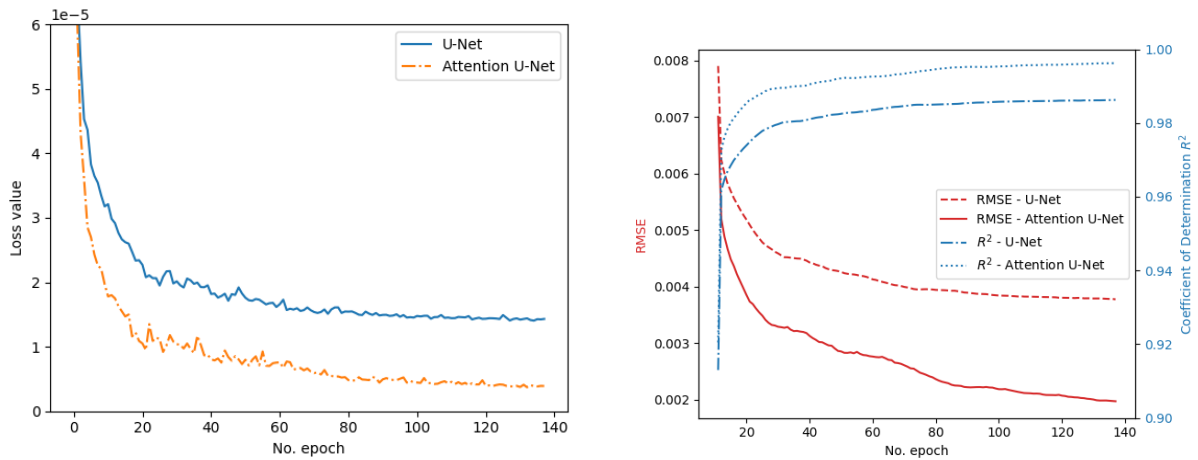 1e−5
6
5
4
3
2
1
0
0 20 40 60 80 100 120 140
No. epoch
Loss value
U-Net
Attention U-Net
0.008
0.007
0.006
0.005
0.004
0.003
0.002
RMSE
20 40 60 80 100 120 140
No. epoch
1.00
0.98
0.96
0.94
0.92
0.90
Coefficient of Determination R²
RMSE - U-Net
RMSE - Attention U-Net
R² - U-Net
R² - Attention U-Net